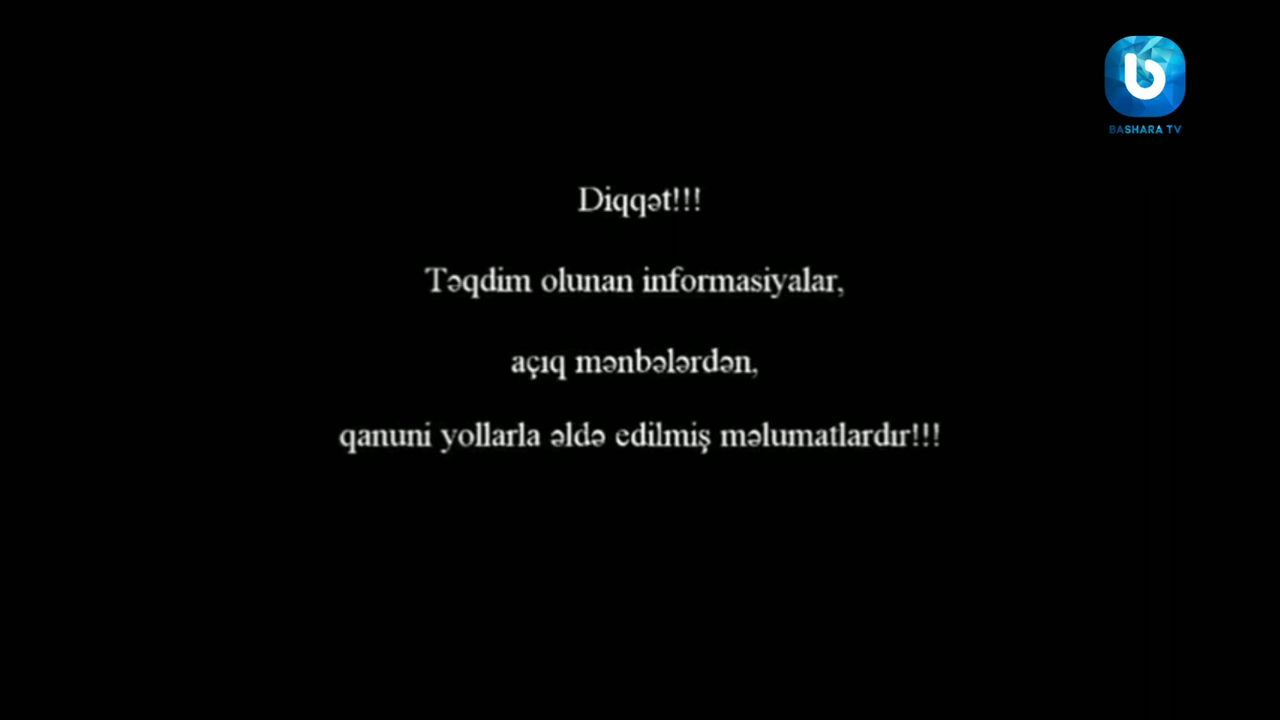 BASHARA TV
Diqqət!!!
Təqdim olunan informasiyalar,
açıq mənbələrdən,
qanuni yollarla əldə edilmiş məlumatlardır!!!